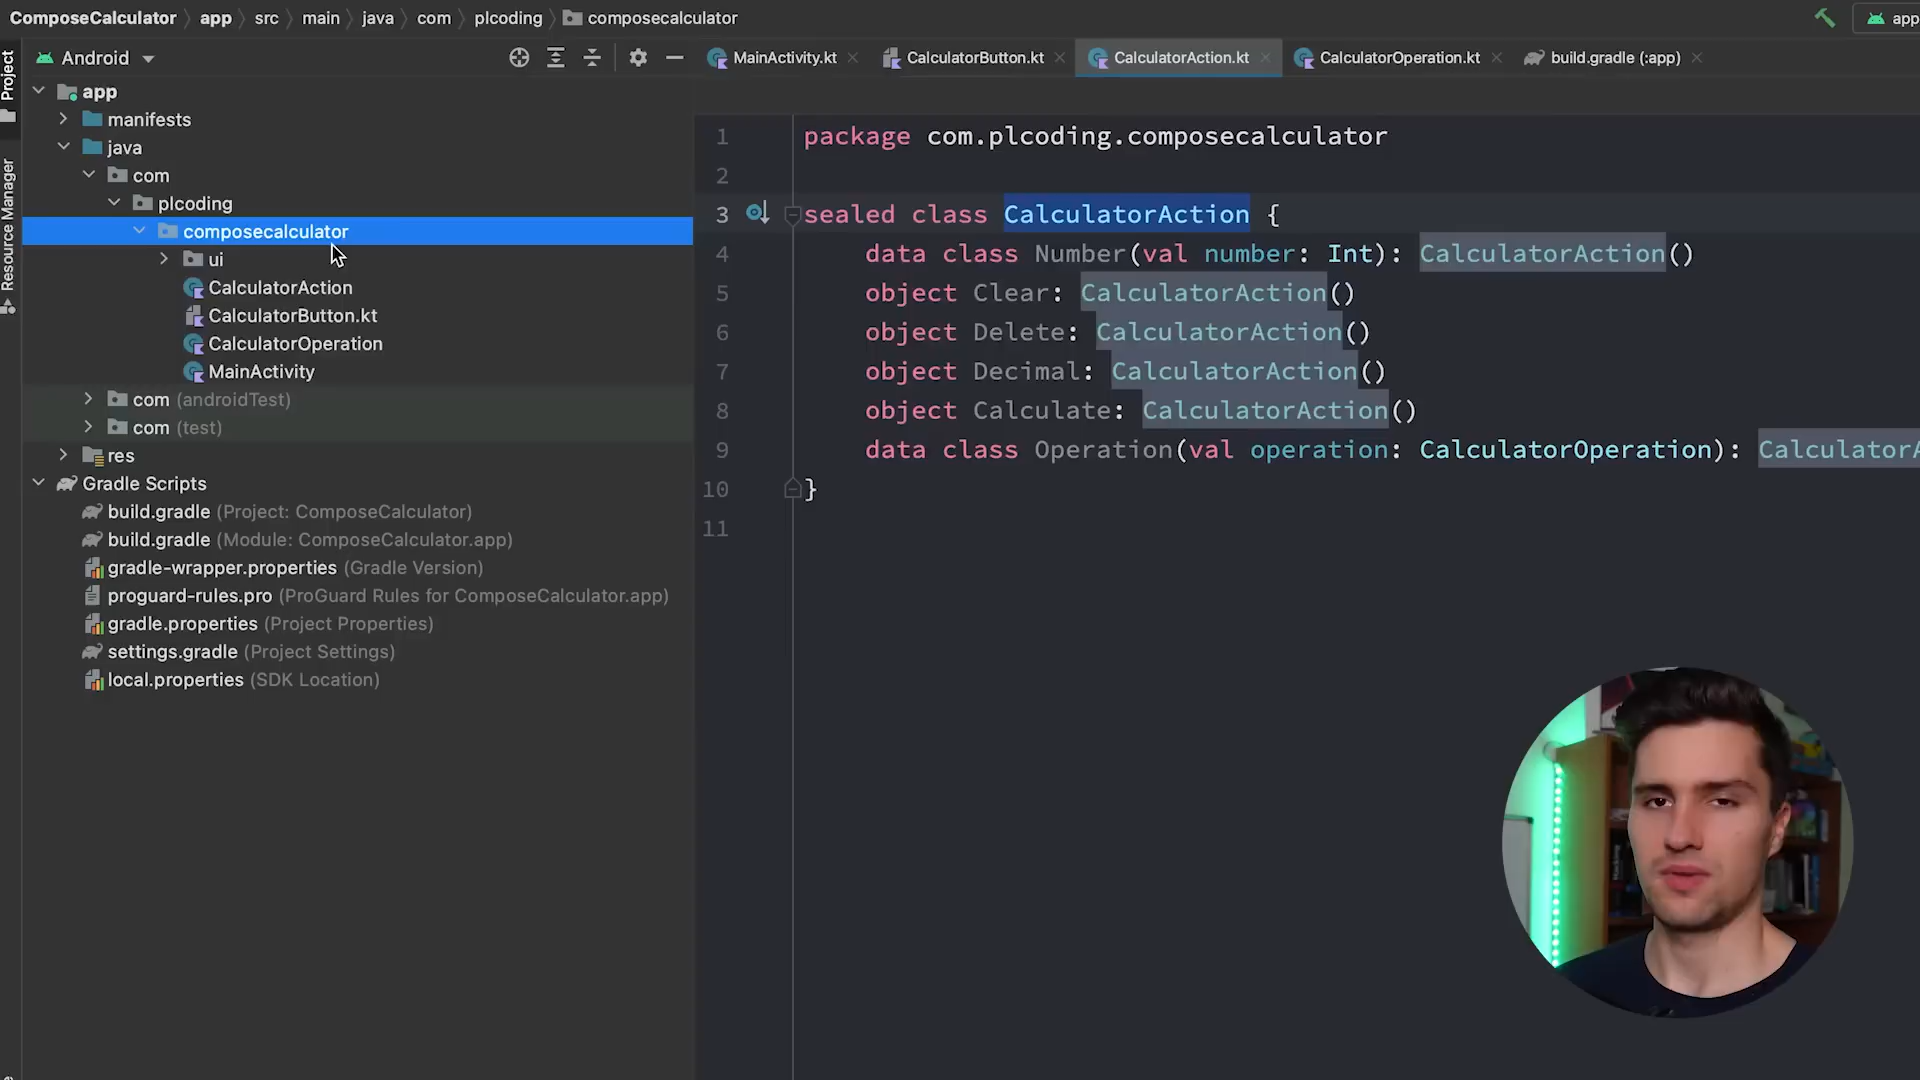 ComposeCalculator app src main java com plcoding composecalculator app
Project
Resource Manager
Android
app
manifests
java
com
plcoding
composecalculator
ui
CalculatorAction
CalculatorButton.kt
CalculatorOperation
MainActivity
com (androidTest)
com (test)
res
Gradle Scripts
build.gradle (Project: ComposeCalculator)
build.gradle (Module: ComposeCalculator.app)
gradle-wrapper.properties (Gradle Version)
proguard-rules.pro (ProGuard Rules for ComposeCalculator.app)
gradle.properties (Project Properties)
settings.gradle (Project Settings)
local.properties (SDK Location)
MainActivity.kt CalculatorButton.kt CalculatorAction.kt CalculatorOperation.kt build.gradle (:app)
1 package com.plcoding.composecalculator
2
3 sealed class CalculatorAction {
4 data class Number(val number: Int): CalculatorAction()
5 object Clear: CalculatorAction()
6 object Delete: CalculatorAction()
7 object Decimal: CalculatorAction()
8 object Calculate: CalculatorAction()
9 data class Operation(val operation: CalculatorOperation): CalculatorA
10 }
11